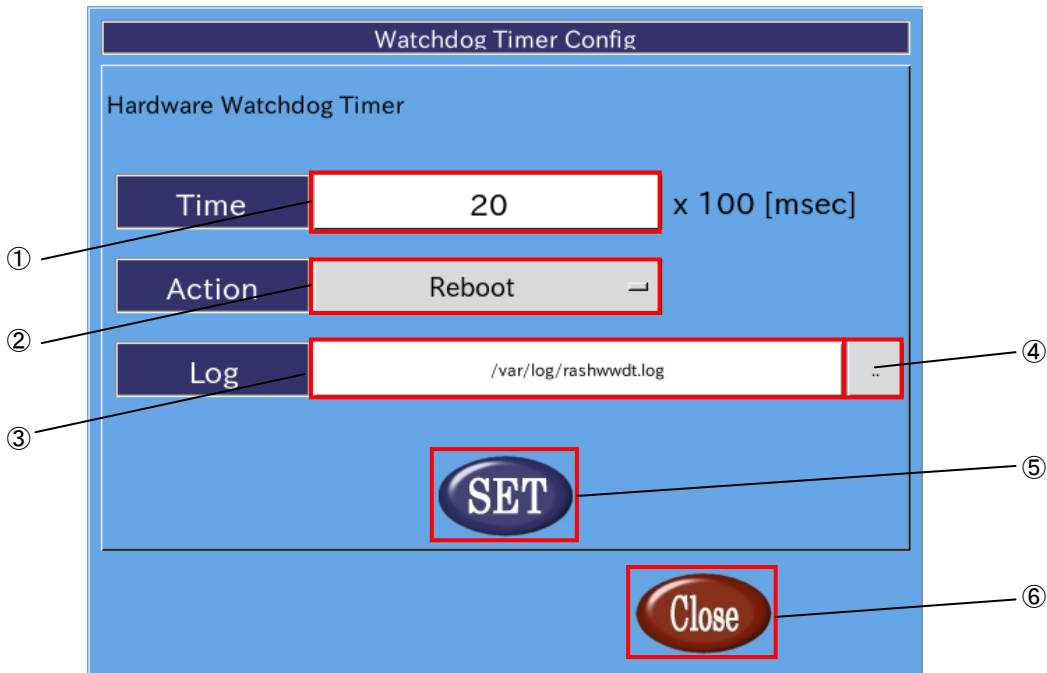 Watchdog Timer Config
Hardware Watchdog Timer
Time 20 x 100 [msec]
①
Action Reboot
②
Log /var/log/rashwwdt.log ..
④
③
SET
⑤
Close
⑥